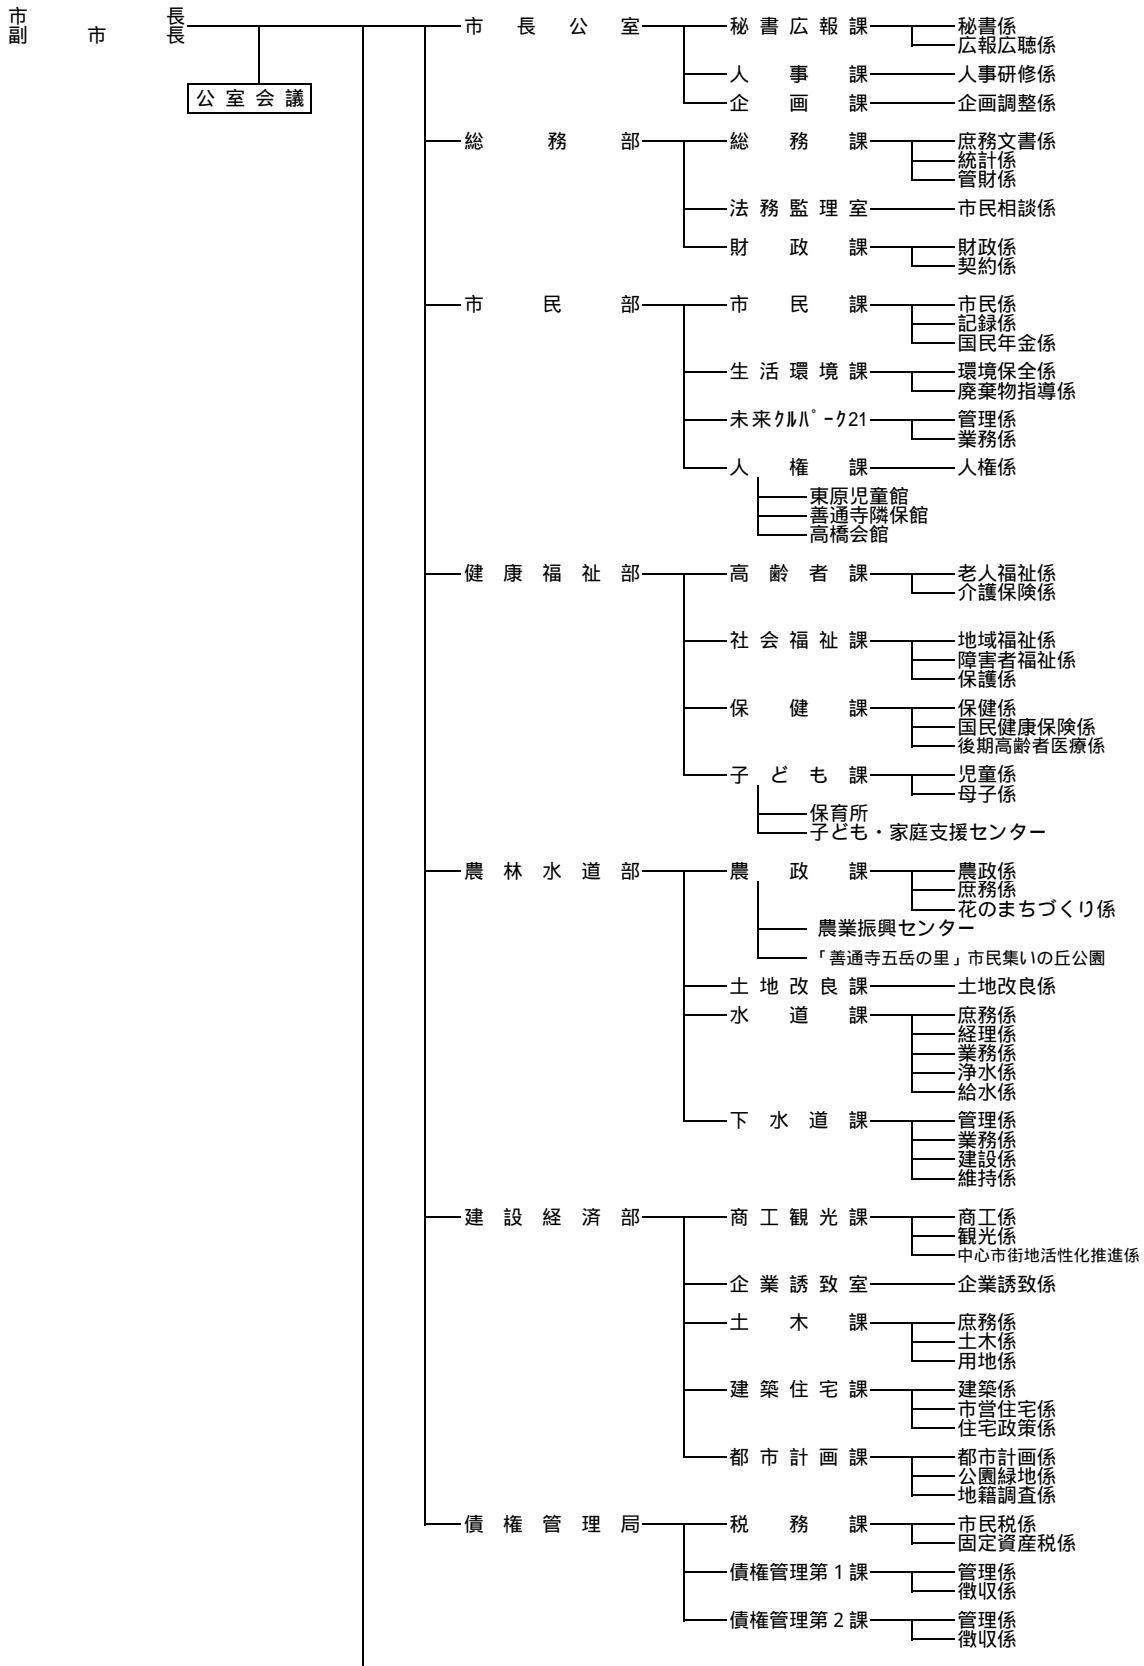 市長
副市長
公室会議
市長公室 秘書広報課 秘書係
広報広聴係
人事課 人事研修係
企画課 企画調整係
総務部 総務課 庶務文書係
統計係
管財係
法務監理室 市民相談係
財政課 財政係
契約係
市民部 市民課 市民係
記録係
国民年金係
生活環境課 環境保全係
廃棄物指導係
未来ｸﾙﾊﾟｰｸ21 管理係
業務係
人権課 人権係
東原児童館
善通寺隣保館
高橋会館
健康福祉部 高齢者課 老人福祉係
介護保険係
社会福祉課 地域福祉係
障害者福祉係
保護係
保健課 保健係
国民健康保険係
後期高齢者医療係
子ども課 児童係
母子係
保育所
子ども・家庭支援センター
農林水道部 農政課 農政係
庶務係
花のまちづくり係
農業振興センター
「善通寺五岳の里」市民集いの丘公園
土地改良課 土地改良係
水道課 庶務係
経理係
業務係
浄水係
給水係
下水道課 管理係
業務係
建設係
維持係
建設経済部 商工観光課 商工係
観光係
中心市街地活性化推進係
企業誘致室 企業誘致係
土木課 庶務係
土木係
用地係
建築住宅課 建築係
市営住宅係
住宅政策係
都市計画課 都市計画係
公園緑地係
地籍調査係
債権管理局 税務課 市民税係
固定資産税係
債権管理第1課 管理係
徴収係
債権管理第2課 管理係
徴収係